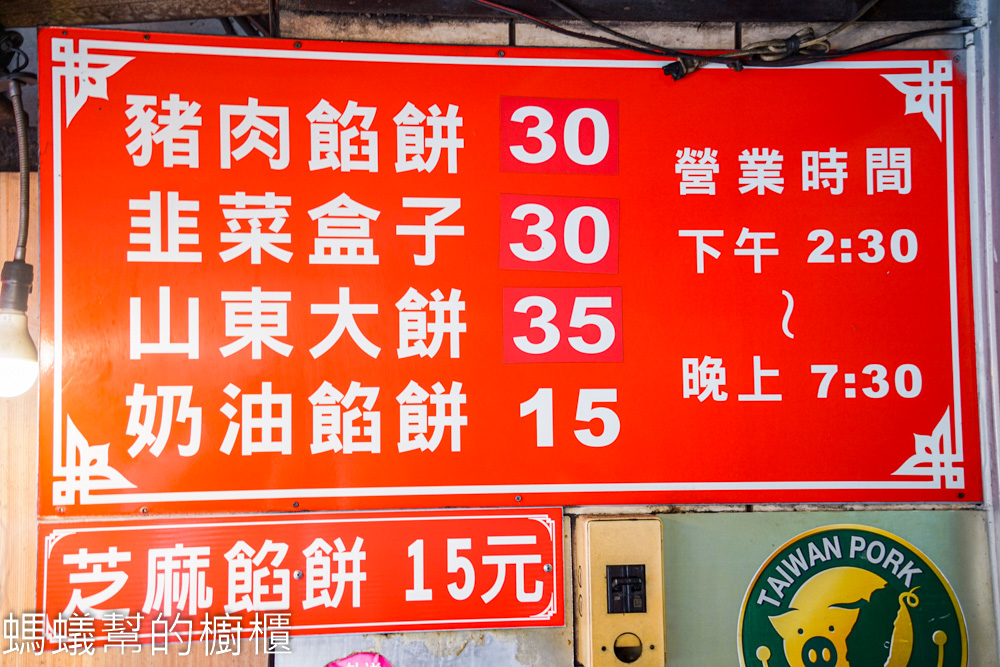 豬肉餡餅 30
韭菜盒子 30
山東大餅 35
奶油餡餅 15
營業時間
下午 2:30
~
晚上 7:30
芝麻餡餅 15元
TAIWAN PORK
螞蟻幫的櫥櫃